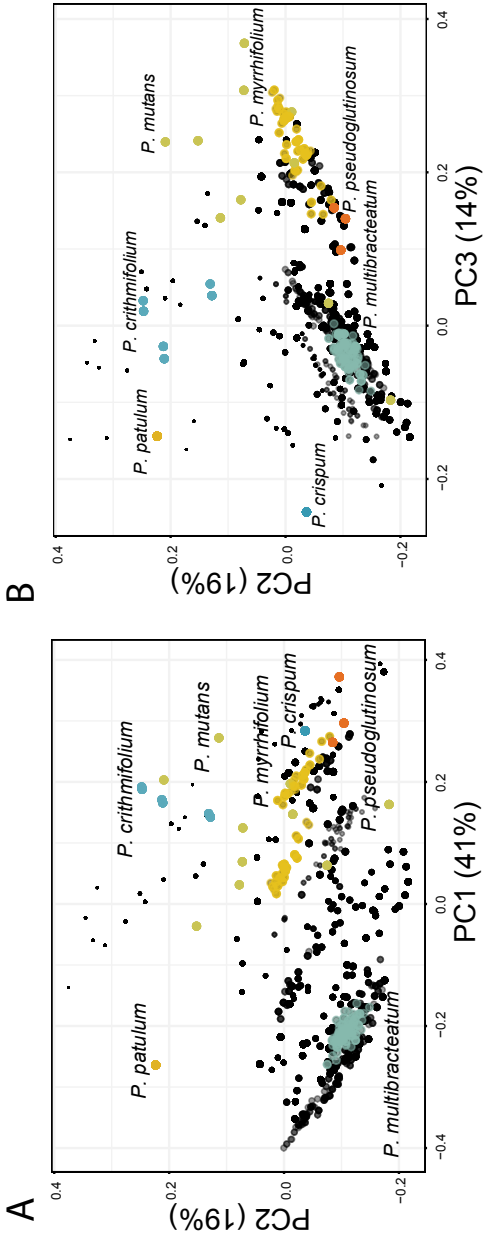 A
0.4
0.2
0.0
−0.2
PC2 (19%)
P. patulum
P. crithmifolium
P. mutans
P. myrrhifolium
P. crispum
P. pseudoglutinosum
P. multibracteatum
−0.4
−0.2
0.0
0.2
0.4
PC1 (41%)
B
0.4
0.2
0.0
−0.2
PC2 (19%)
P. patulum
P. crithmifolium
P. mutans
P. myrrhifolium
P. pseudoglutinosum
P. multibracteatum
P. crispum
−0.2
0.0
0.2
0.4
PC3 (14%)